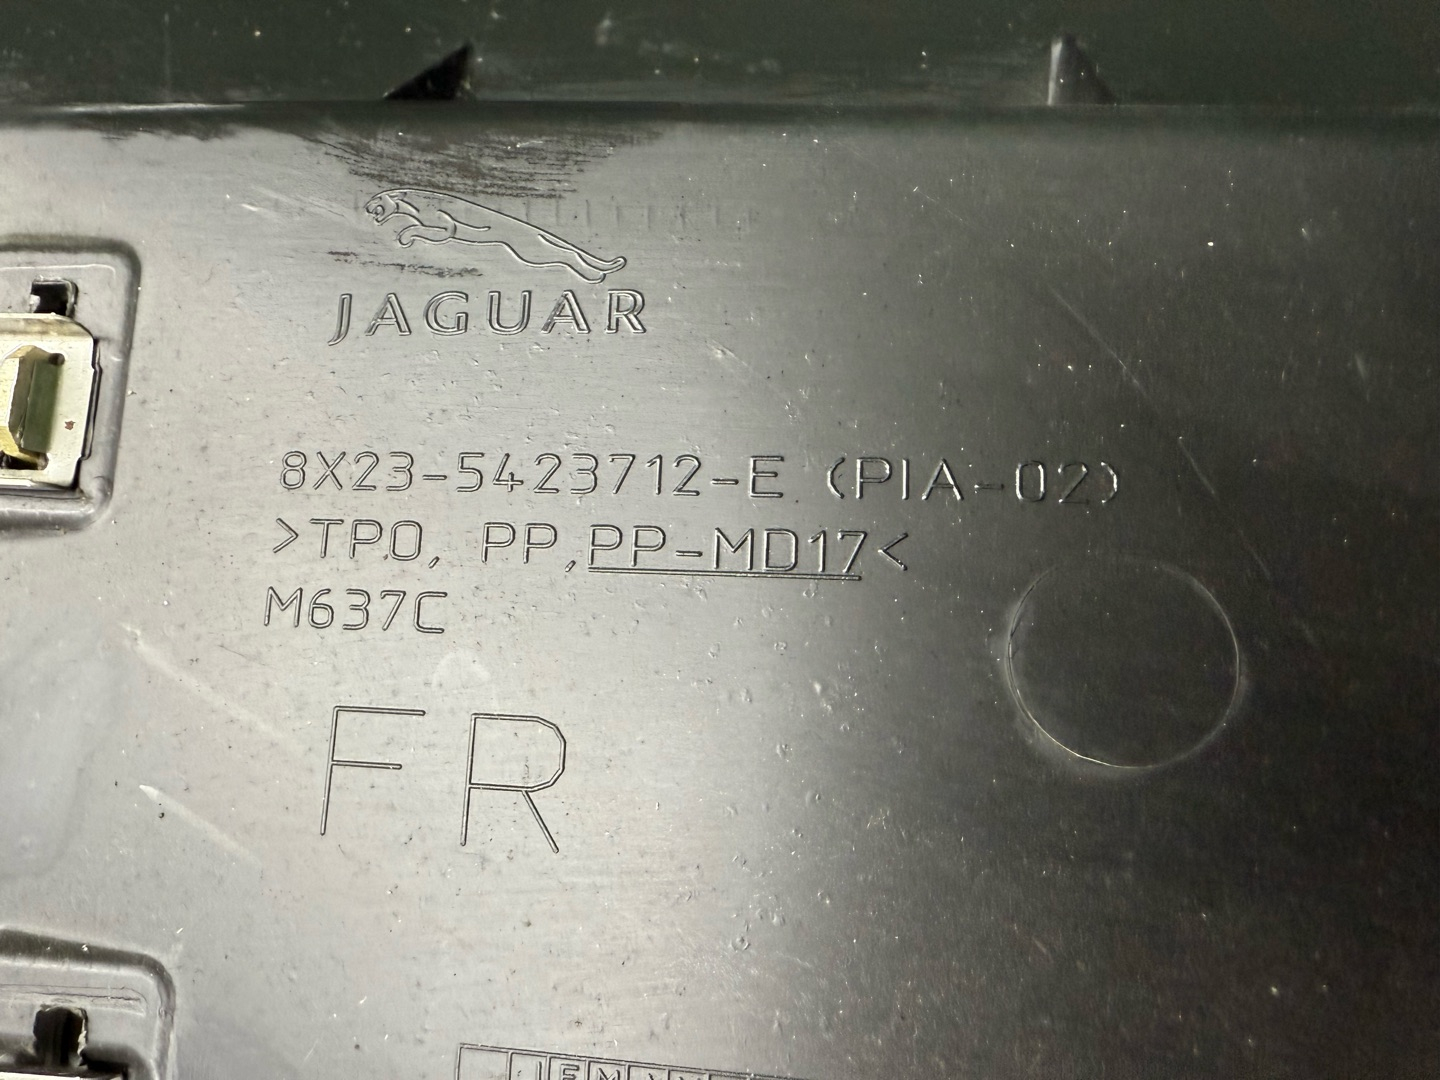 JAGUAR
8X23-5423712-E (PIA-02)
>TPO, PP, PP-MD17<
M637C
FR